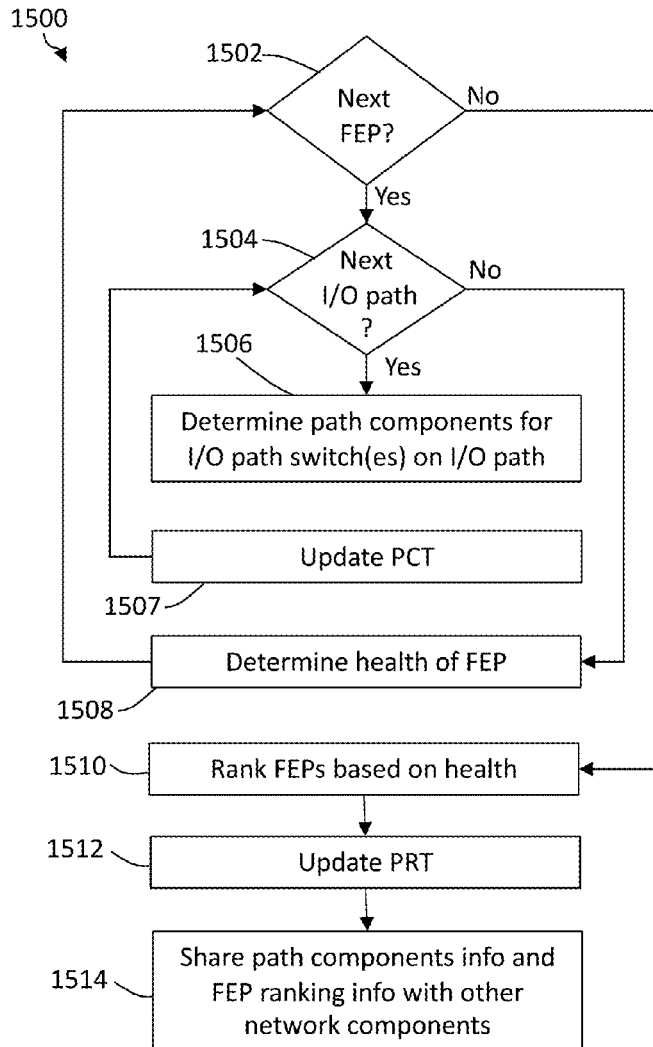 1500
1502
Next
FEP?
No
Yes
1504
Next
I/O path
?
No
Yes
1506
Determine path components for
I/O path switch(es) on I/O path
Update PCT
1507
Determine health of FEP
1508
1510
Rank FEPs based on health
1512
Update PRT
1514
Share path components info and
FEP ranking info with other
network components